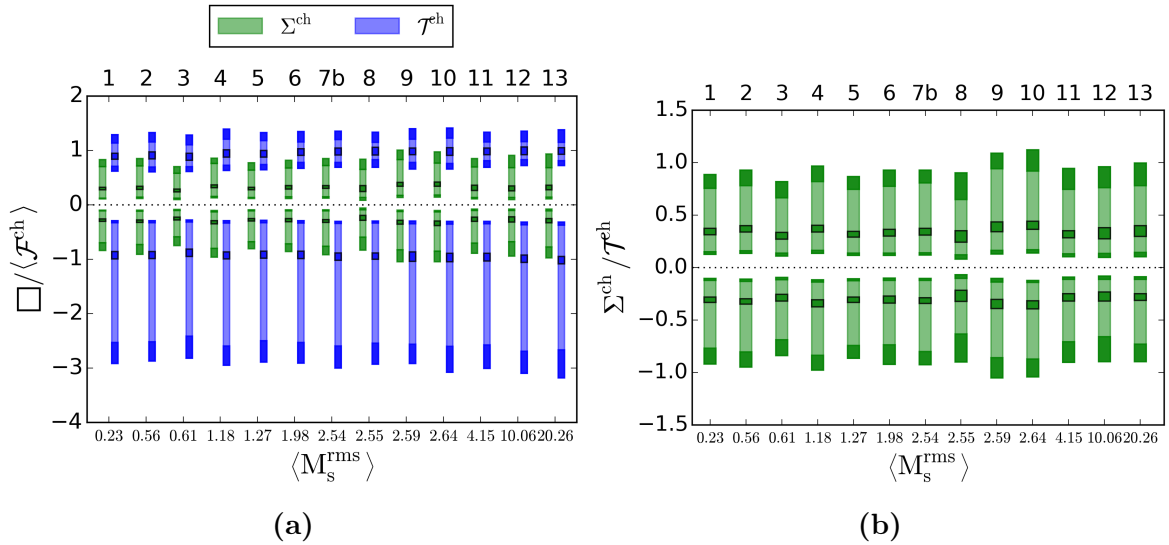 Σ^ch 𝒯^ch
1 2 3 4 5 6 7b 8 9 10 11 12 13
2
1
0
−1
−2
−3
−4
□/⟨ℱ^ch⟩
0.23 0.56 0.61 1.18 1.27 1.98 2.54 2.55 2.59 2.64 4.15 10.06 20.26
⟨M_s^rms⟩
(a)
1 2 3 4 5 6 7b 8 9 10 11 12 13
1.0
0.5
0.0
−0.5
−1.0
−1.5
Σ^ch/𝒯^ch
0.23 0.56 0.61 1.18 1.27 1.98 2.54 2.55 2.59 2.64 4.15 10.06 20.26
⟨M_s^rms⟩
(b)